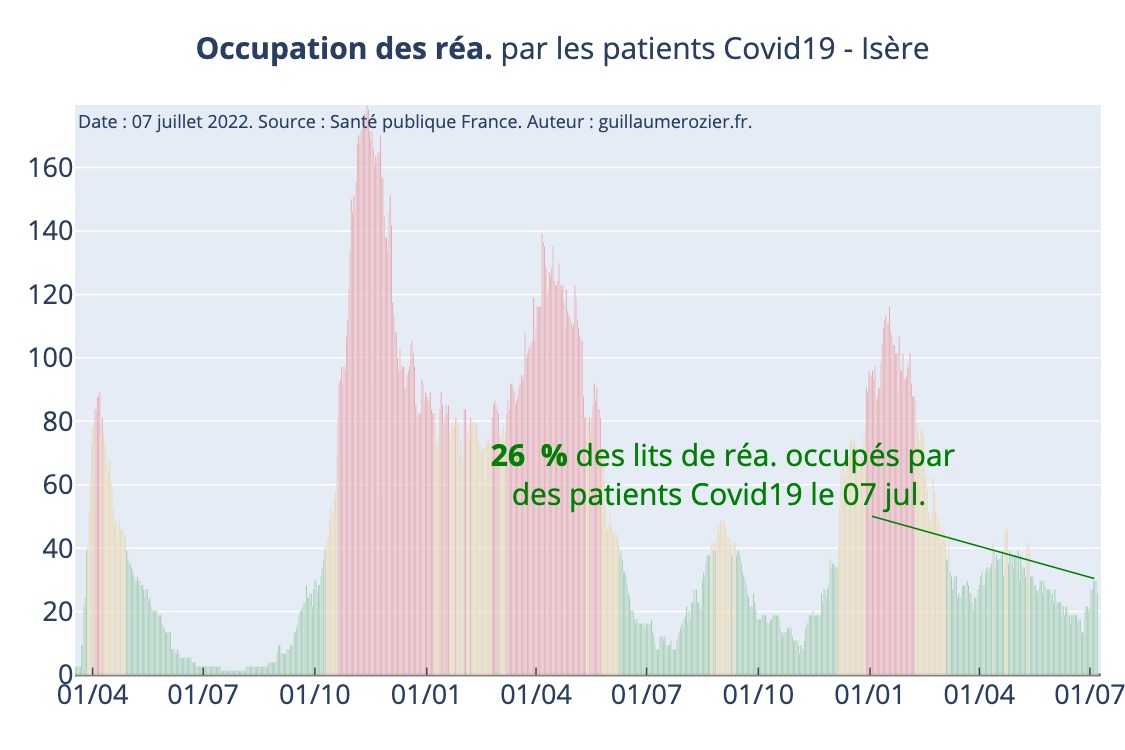 Occupation des réa. par les patients Covid19 - Isère
Date : 07 juillet 2022. Source : Santé publique France. Auteur : guillaumerozier.fr.
160
140
120
100
80
26 % des lits de réa. occupés par
60
des patients Covid19 le 07 jul.
40
20
0
01/04 01/07 01/10 01/01 01/04 01/07 01/10 01/01 01/04 01/07